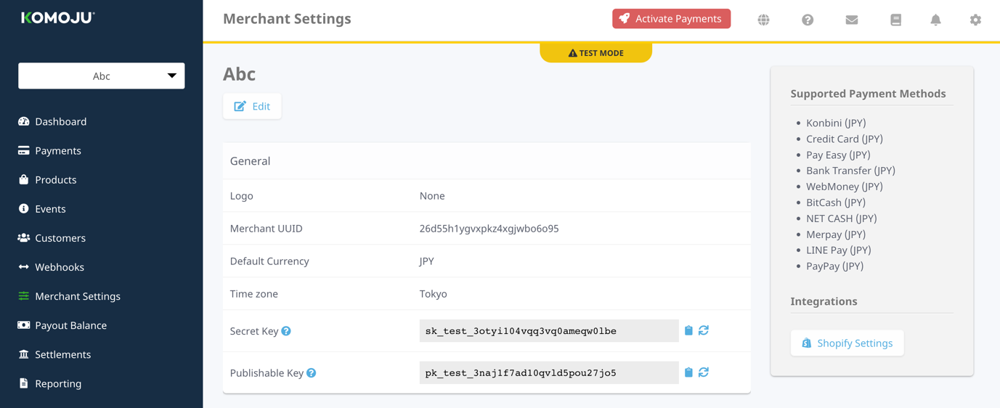 KOMOJU
Merchant Settings
Activate Payments
TEST MODE
Abc
Dashboard
Payments
Products
Events
Customers
Webhooks
Merchant Settings
Payout Balance
Settlements
Reporting
Abc
Edit
General
Logo None
Merchant UUID 26d55h1ygvxpkz4xgjwbo6o95
Default Currency JPY
Time zone Tokyo
Secret Key sk_test_3otyil04vqq3vq0ameqw0lbe
Publishable Key pk_test_3naj1f7ad10qvld5pou27jo5
Supported Payment Methods
Konbini (JPY)
Credit Card (JPY)
Pay Easy (JPY)
Bank Transfer (JPY)
WebMoney (JPY)
BitCash (JPY)
NET CASH (JPY)
Merpay (JPY)
LINE Pay (JPY)
PayPay (JPY)
Integrations
Shopify Settings